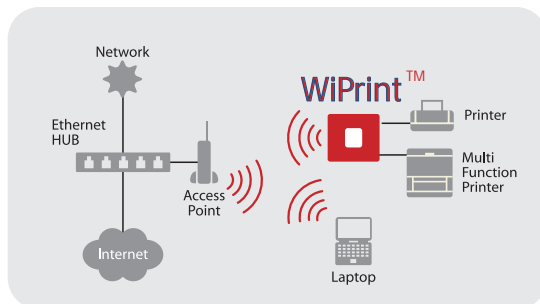 Network
WiPrint™
Printer
Ethernet
HUB
Multi
Function
Printer
Access
Point
Internet
Laptop